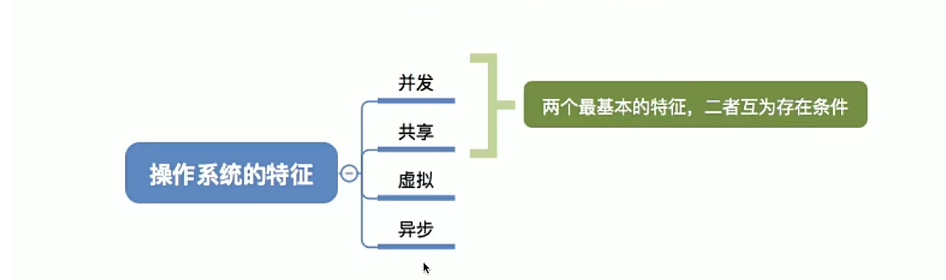 操作系统的特征
并发
共享
虚拟
异步
两个最基本的特征，二者互为存在条件